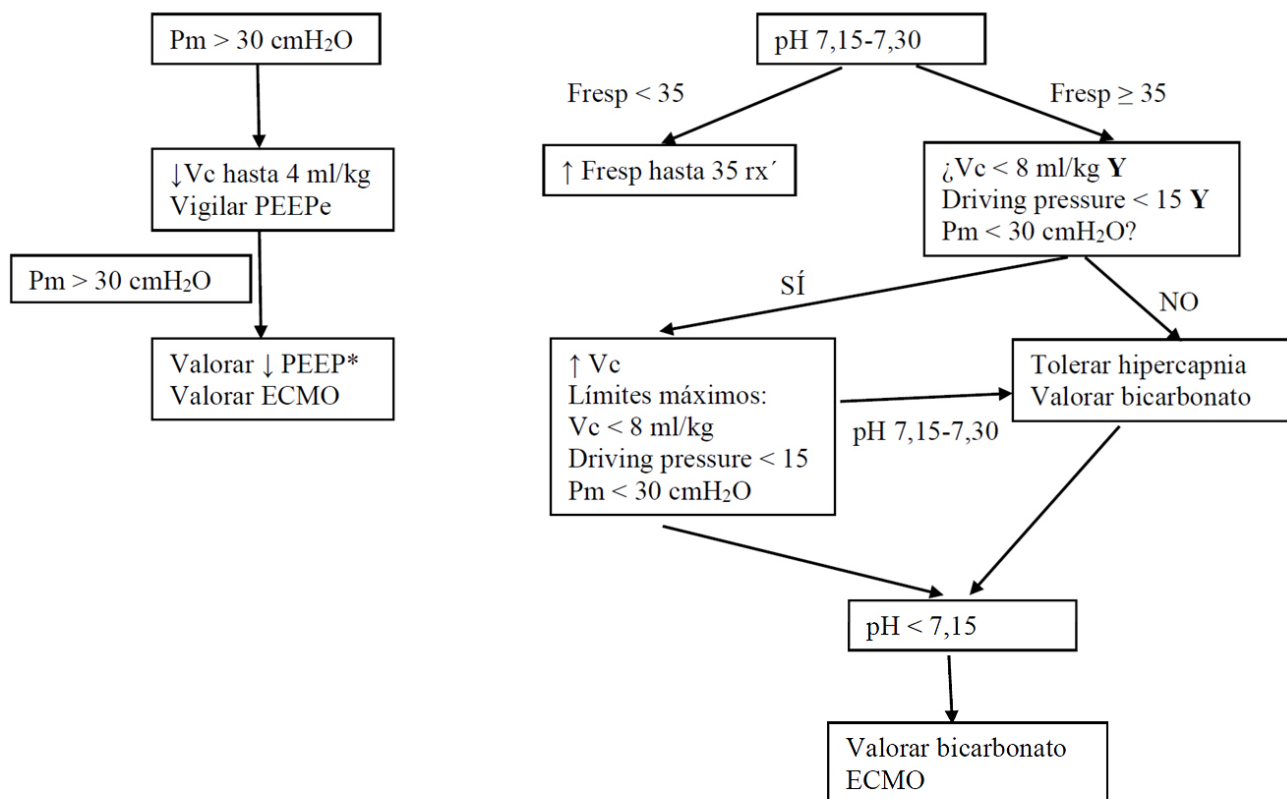 Pm > 30 cmH₂O
↓Vc hasta 4 ml/kg
Vigilar PEEPe
Pm > 30 cmH₂O
Valorar ↓ PEEP*
Valorar ECMO
pH 7,15-7,30
Fresp < 35
Fresp ≥ 35
↑ Fresp hasta 35 rx´
¿Vc < 8 ml/kg Y
Driving pressure < 15 Y
Pm < 30 cmH₂O?
SÍ
NO
↑ Vc
Límites máximos:
Vc < 8 ml/kg
Driving pressure < 15
Pm < 30 cmH₂O
pH 7,15-7,30
Tolerar hipercapnia
Valorar bicarbonato
pH < 7,15
Valorar bicarbonato
ECMO